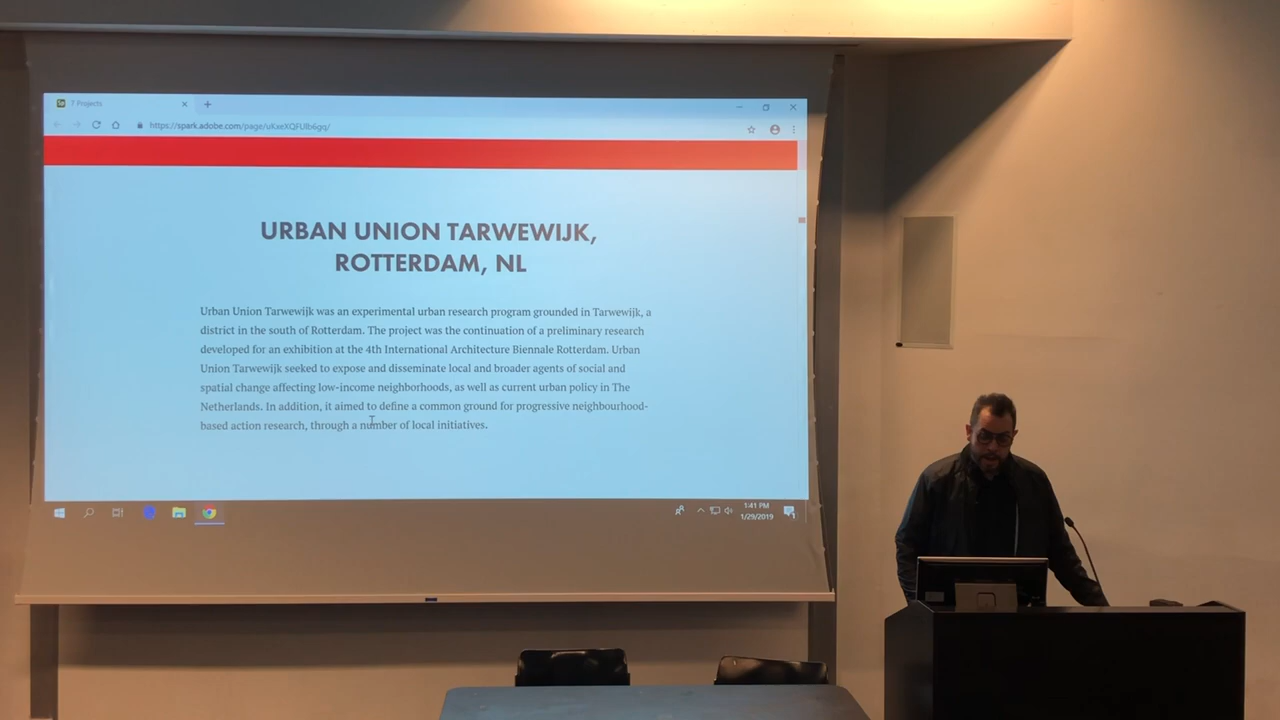 7 Projects
https://spark.adobe.com/page/uKxeXQFUlb6gq/
URBAN UNION TARWEWIJK,
ROTTERDAM, NL
Urban Union Tarwewijk was an experimental urban research program grounded in Tarwewijk, a
district in the south of Rotterdam. The project was the continuation of a preliminary research
developed for an exhibition at the 4th International Architecture Biennale Rotterdam. Urban
Union Tarwewijk seeked to expose and disseminate local and broader agents of social and
spatial change affecting low-income neighborhoods, as well as current urban policy in The
Netherlands. In addition, it aimed to define a common ground for progressive neighbourhood-
based action research, through a number of local initiatives.
1:41 PM
1/29/2019